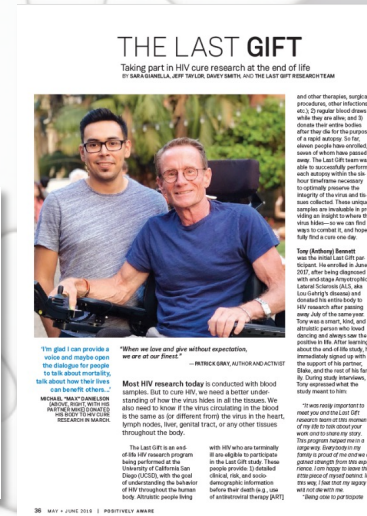 THE LAST GIFT
Taking part in HIV cure research at the end of life
BY SARA GIANELLA, JEFF TAYLOR, DAVEY SMITH, AND THE LAST GIFT RESEARCH TEAM
'I'm glad I can provide a
voice and maybe open
the dialogue for people
to talk about mortality,
talk about how their lives
can benefit others...'
MICHAEL "MAX" DANIELSON
(ABOVE, RIGHT, WITH HIS
PARTNER MIKE) DONATED
HIS BODY TO HIV CURE
RESEARCH IN MARCH.
"When we love and give without expectation,
we are at our finest."
— PATRICK GRAY, AUTHOR AND ACTIVIST
Most HIV research today is conducted with blood
samples. But to cure HIV, we need a better under-
standing of how the virus hides in all the tissues. We
also need to know if the virus circulating in the blood
is the same as (or different from) the virus in the heart,
lymph nodes, liver, genital tract, or any other tissues
throughout the body.
The Last Gift is an end-
of-life HIV research program
being performed at the
University of California San
Diego (UCSD), with the goal
of understanding the behavior
of HIV throughout the human
body. Altruistic people living
with HIV who are terminally
ill are eligible to participate
in the Last Gift study. These
people provide: 1) detailed
clinical, risk, and socio-
demographic information
before their death (e.g., use
of antiretroviral therapy [ART]
and other therapies, surgical
procedures, other infections,
etc.); 2) regular blood draws
while they are alive; and 3)
donate their entire bodies
after they die for the purpose
of a rapid autopsy. So far,
eleven people have enrolled,
seven of whom have passed
away. The Last Gift team was
able to successfully perform
each autopsy within the six-
hour timeframe necessary
to optimally preserve the
integrity of the virus and tis-
sues collected. These unique
samples are invaluable in pro-
viding an insight to where the
virus hides—so we can find
ways to combat it, and hope-
fully find a cure one day.
Tony (Anthony) Bennett
was the initial Last Gift par-
ticipant. He enrolled in June
2017, after being diagnosed
with end-stage Amyotrophic
Lateral Sclerosis (ALS, aka
Lou Gehrig's disease) and
donated his entire body to
HIV research after passing
away July of the same year.
Tony was a smart, kind, and
altruistic person who loved
dancing and always saw the
positive in life. After learning
about the end-of-life study, he
immediately signed up with
the support of his partner,
Blake, and the rest of his fam-
ily. During study interviews,
Tony expressed what the
study meant to him:
"It was really important to
meet you and the Last Gift
research team at this moment
of my life to talk about your
work and to share my story.
This program helped me in a
large way. Everybody in my
family is proud of me and we
gained strength from this expe-
rience. I am happy to leave this
little piece of myself behind. In
this way, I feel that my legacy
will not die with me.
"Being able to participate
36 MAY + JUNE 2018 | POSITIVELY AWARE